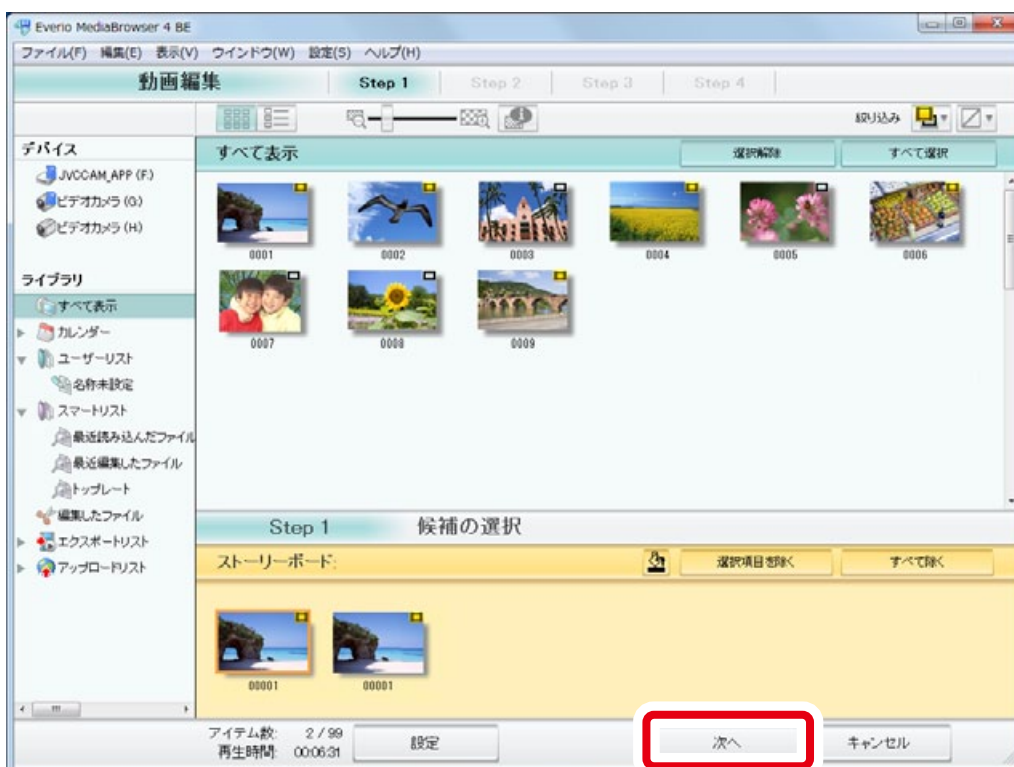 Everio MediaBrowser 4 BE
ファイル(F) 編集(E) 表示(V) ウインドウ(W) 設定(S) ヘルプ(H)
動画編集 Step 1 Step 2 Step 3 Step 4
絞り込み
デバイス
JVCCAM_APP (F:)
ビデオカメラ (G:)
ビデオカメラ (H:)
ライブラリ
すべて表示
カレンダー
ユーザーリスト
名称未設定
スマートリスト
最近読み込んだファイル
最近編集したファイル
トップレート
編集したファイル
エクスポートリスト
アップロードリスト
すべて表示 選択解除 すべて選択
0001 0002 0003 0004 0005 0006
0007 0008 0009
Step 1 候補の選択
ストーリーボード: 選択項目を除く すべて除く
00001 00001
アイテム数: 2 / 99
再生時間: 00:06:31
設定 次へ キャンセル